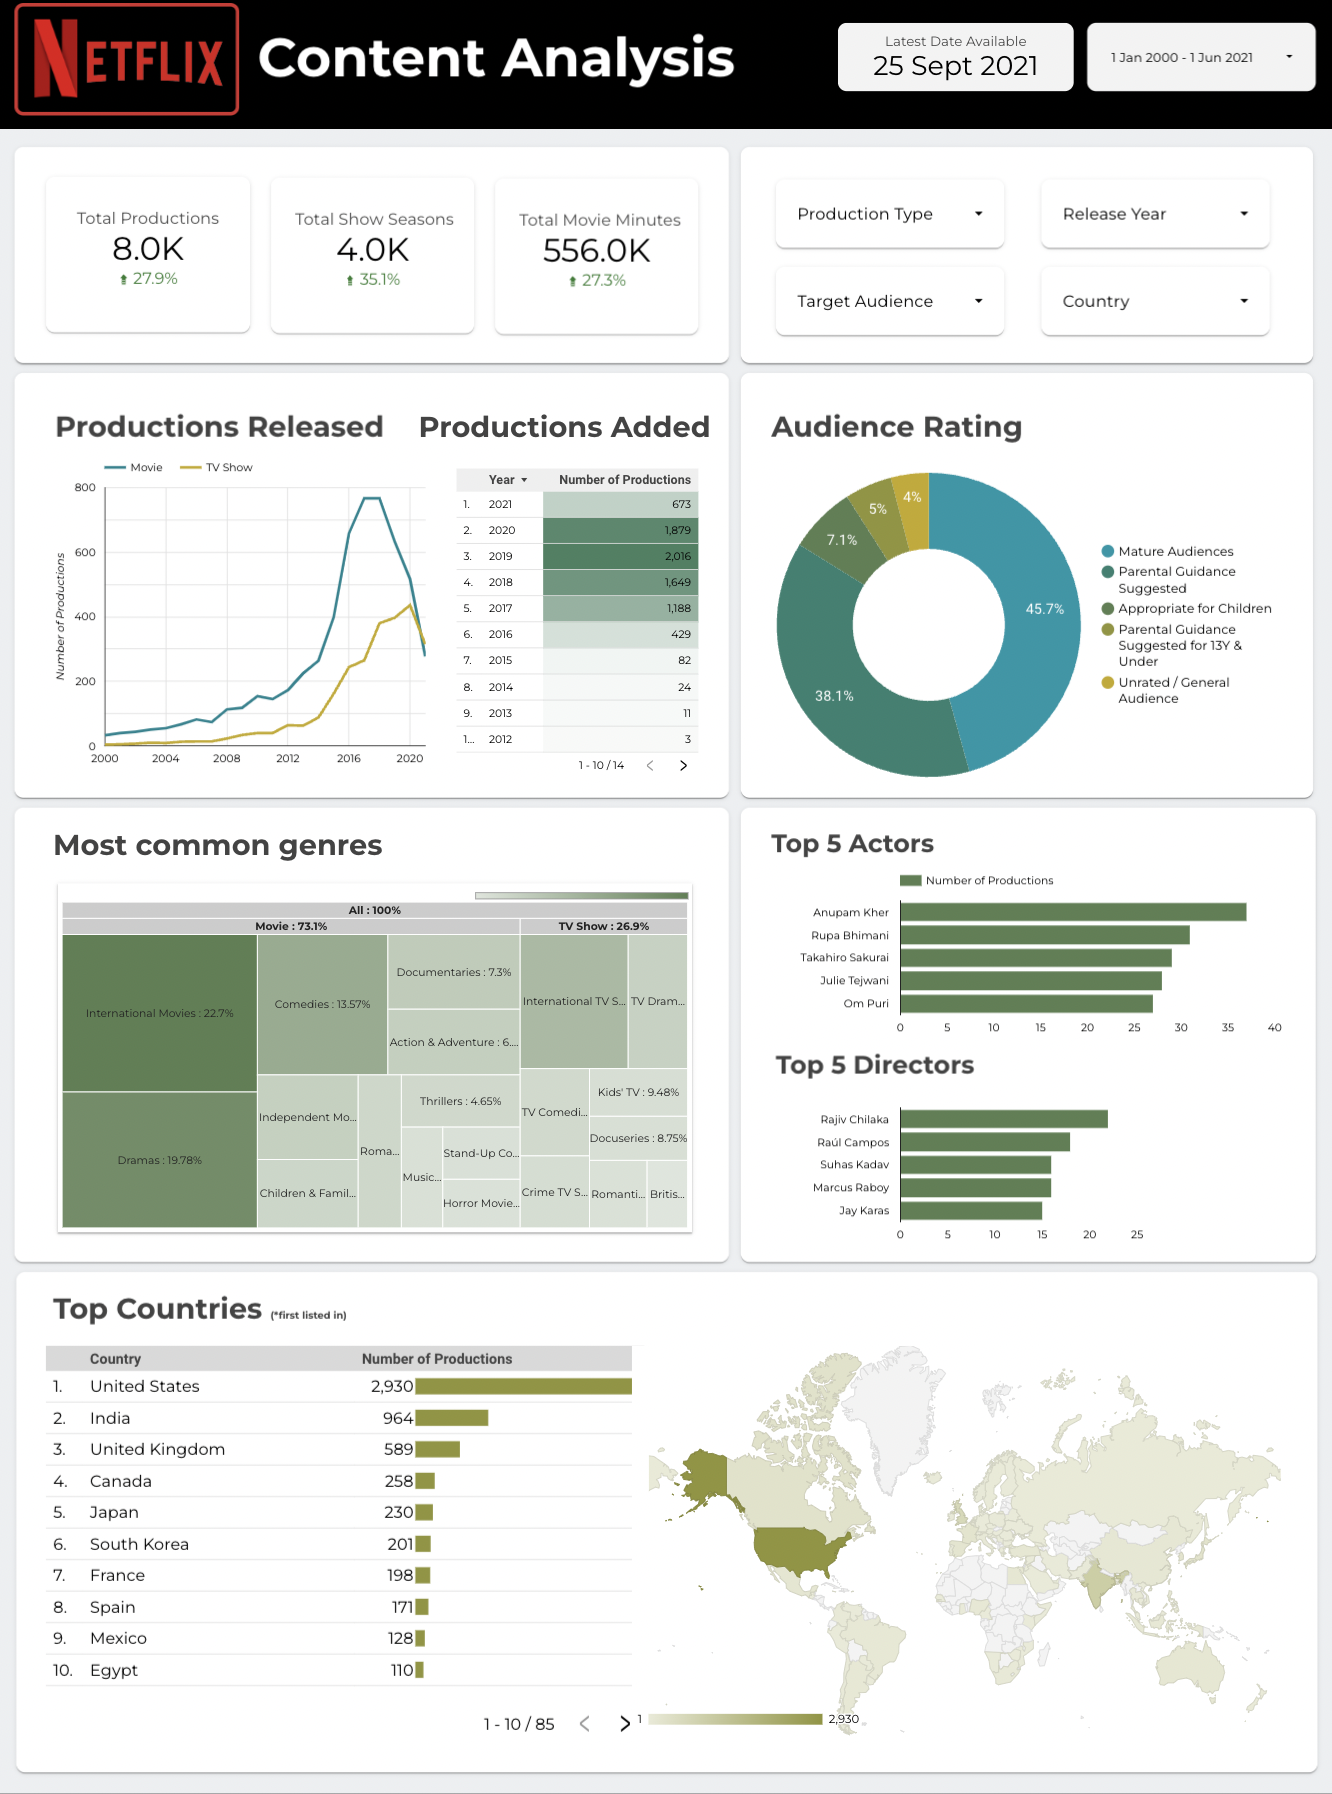 NETFLIX
Content Analysis
Latest Date Available
25 Sept 2021
1 Jan 2000 - 1 Jun 2021
Total Productions
8.0K
27.9%
Total Show Seasons
4.0K
35.1%
Total Movie Minutes
556.0K
27.3%
Production Type
Release Year
Target Audience
Country
Productions Released
Movie
TV Show
Number of Productions
800
600
400
200
0
2000
2004
2008
2012
2016
2020
Productions Added
Year
Number of Productions
1. 2021 673
2. 2020 1,879
3. 2019 2,016
4. 2018 1,649
5. 2017 1,188
6. 2016 429
7. 2015 82
8. 2014 24
9. 2013 11
1... 2012 3
1 - 10 / 14
Audience Rating
45.7%
38.1%
7.1%
5%
4%
Mature Audiences
Parental Guidance
Suggested
Appropriate for Children
Parental Guidance
Suggested for 13Y &
Under
Unrated / General
Audience
Most common genres
All : 100%
Movie : 73.1%
TV Show : 26.9%
International Movies : 22.7%
Dramas : 19.78%
Comedies : 13.57%
Documentaries : 7.3%
Action & Adventure : 6....
Independent Mo...
Children & Famil...
Roma...
Thrillers : 4.65%
Music...
Stand-Up Co...
Horror Movie...
International TV S...
TV Dram...
TV Comedi...
Kids' TV : 9.48%
Docuseries : 8.75%
Crime TV S...
Romanti...
Britis...
Top 5 Actors
Number of Productions
Anupam Kher
Rupa Bhimani
Takahiro Sakurai
Julie Tejwani
Om Puri
0
5
10
15
20
25
30
35
40
Top 5 Directors
Rajiv Chilaka
Raúl Campos
Suhas Kadav
Marcus Raboy
Jay Karas
0
5
10
15
20
25
Top Countries (*first listed in)
Country
Number of Productions
1. United States 2,930
2. India 964
3. United Kingdom 589
4. Canada 258
5. Japan 230
6. South Korea 201
7. France 198
8. Spain 171
9. Mexico 128
10. Egypt 110
1 - 10 / 85
1
2,930